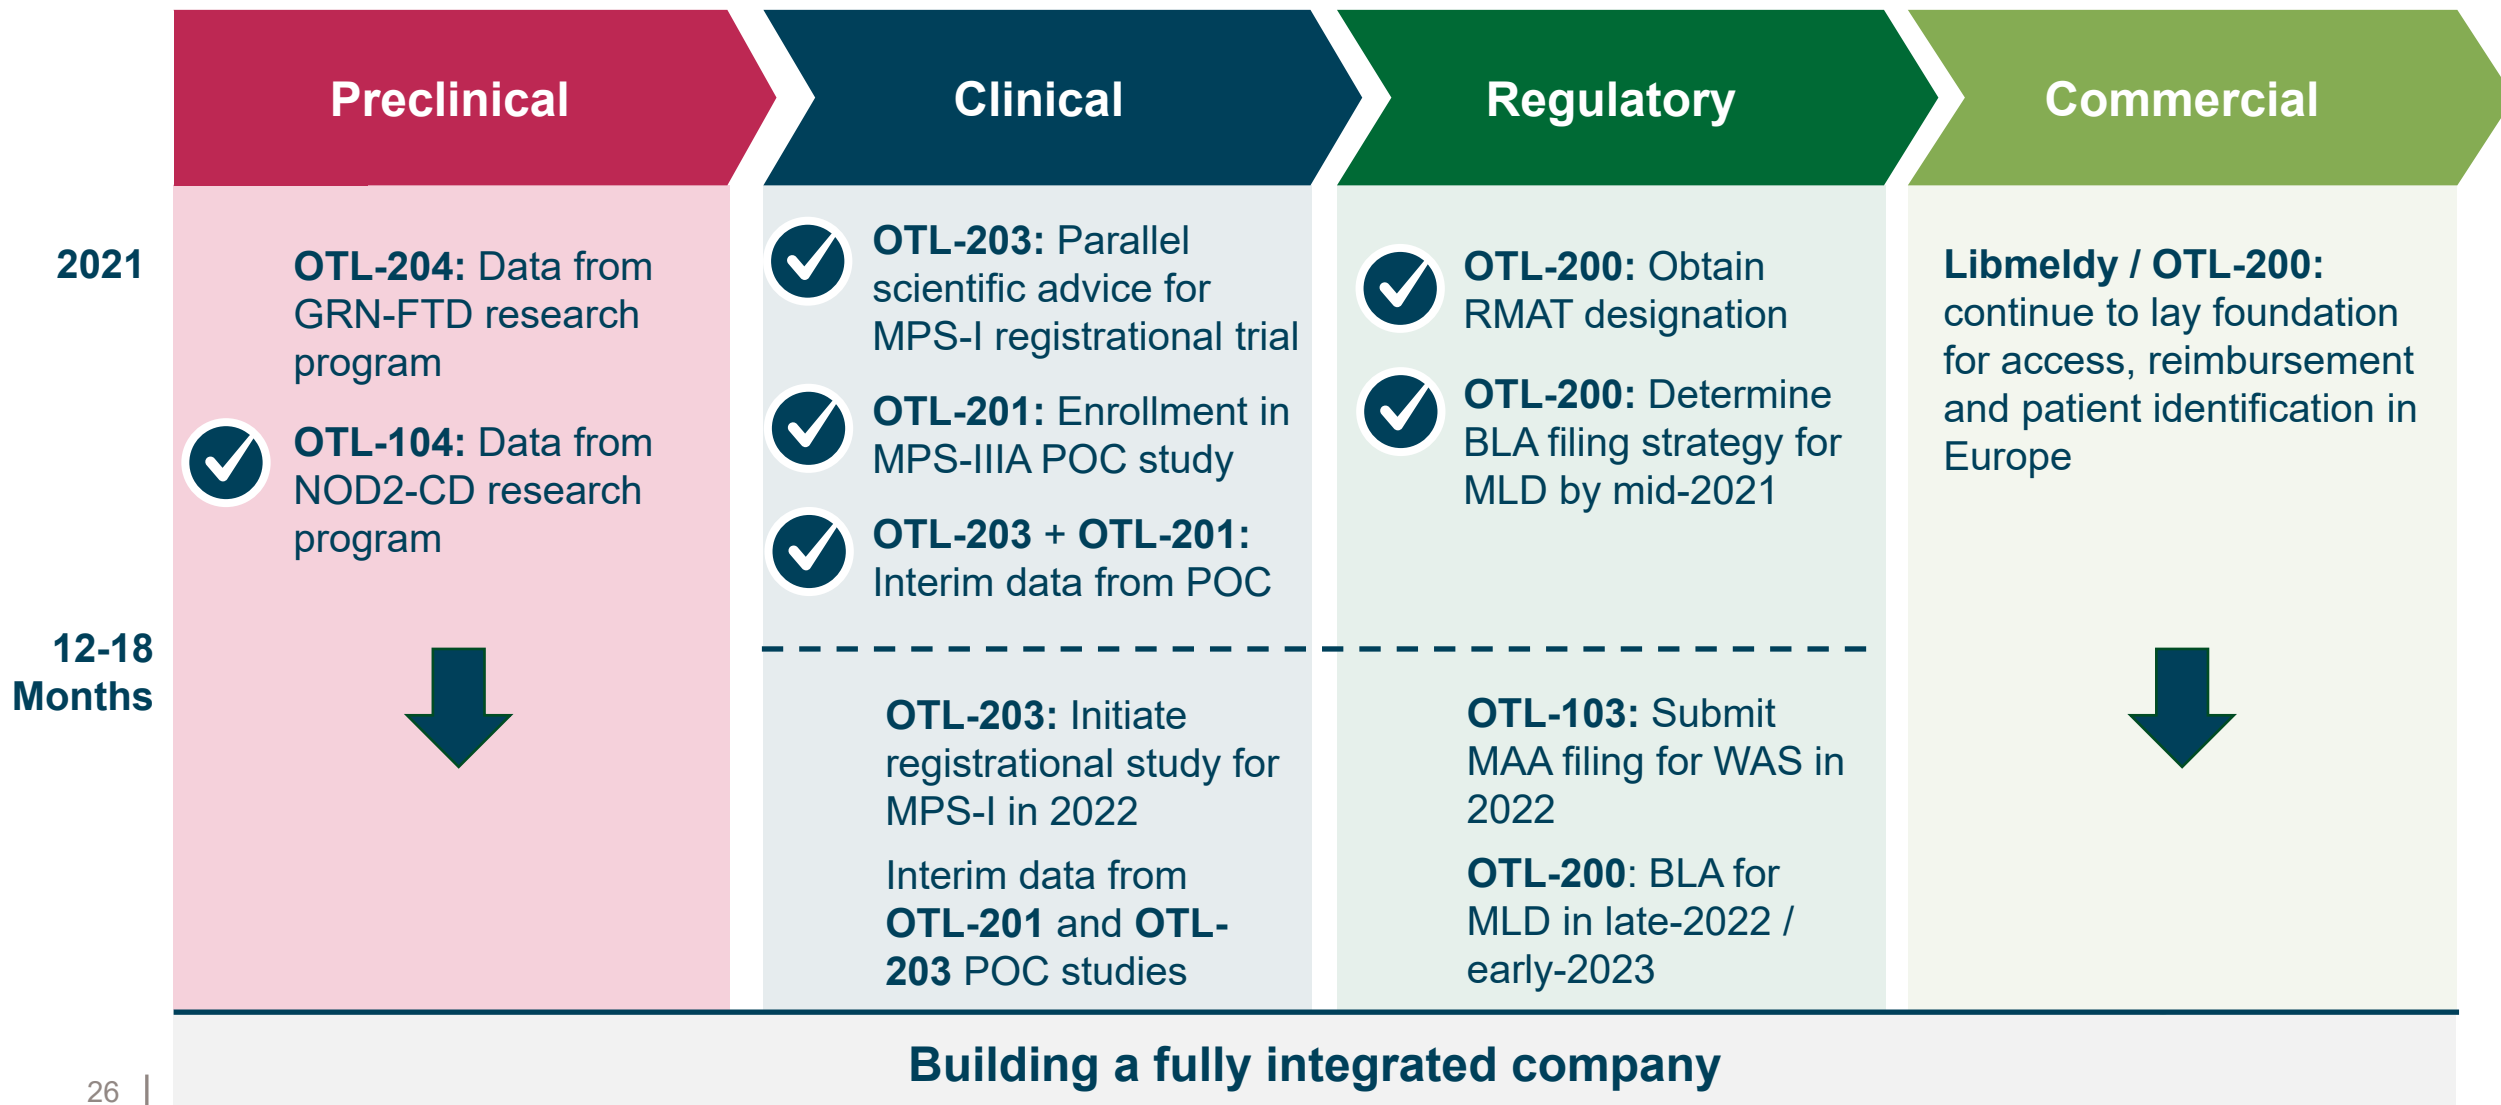 Preclinical
Clinical
Regulatory
Commercial
2021
OTL-204: Data from
GRN-FTD research
program
OTL-104: Data from
NOD2-CD research
program
OTL-203: Parallel
scientific advice for
MPS-I registrational trial
OTL-201: Enrollment in
MPS-IIIA POC study
OTL-203 + OTL-201:
Interim data from POC
OTL-200: Obtain
RMAT designation
OTL-200: Determine
BLA filing strategy for
MLD by mid-2021
Libmeldy / OTL-200:
continue to lay foundation
for access, reimbursement
and patient identification in
Europe
12-18
Months
OTL-203: Initiate
registrational study for
MPS-I in 2022
Interim data from
OTL-201 and OTL-
203 POC studies
OTL-103: Submit
MAA filing for WAS in
2022
OTL-200: BLA for
MLD in late-2022 /
early-2023
Building a fully integrated company
26